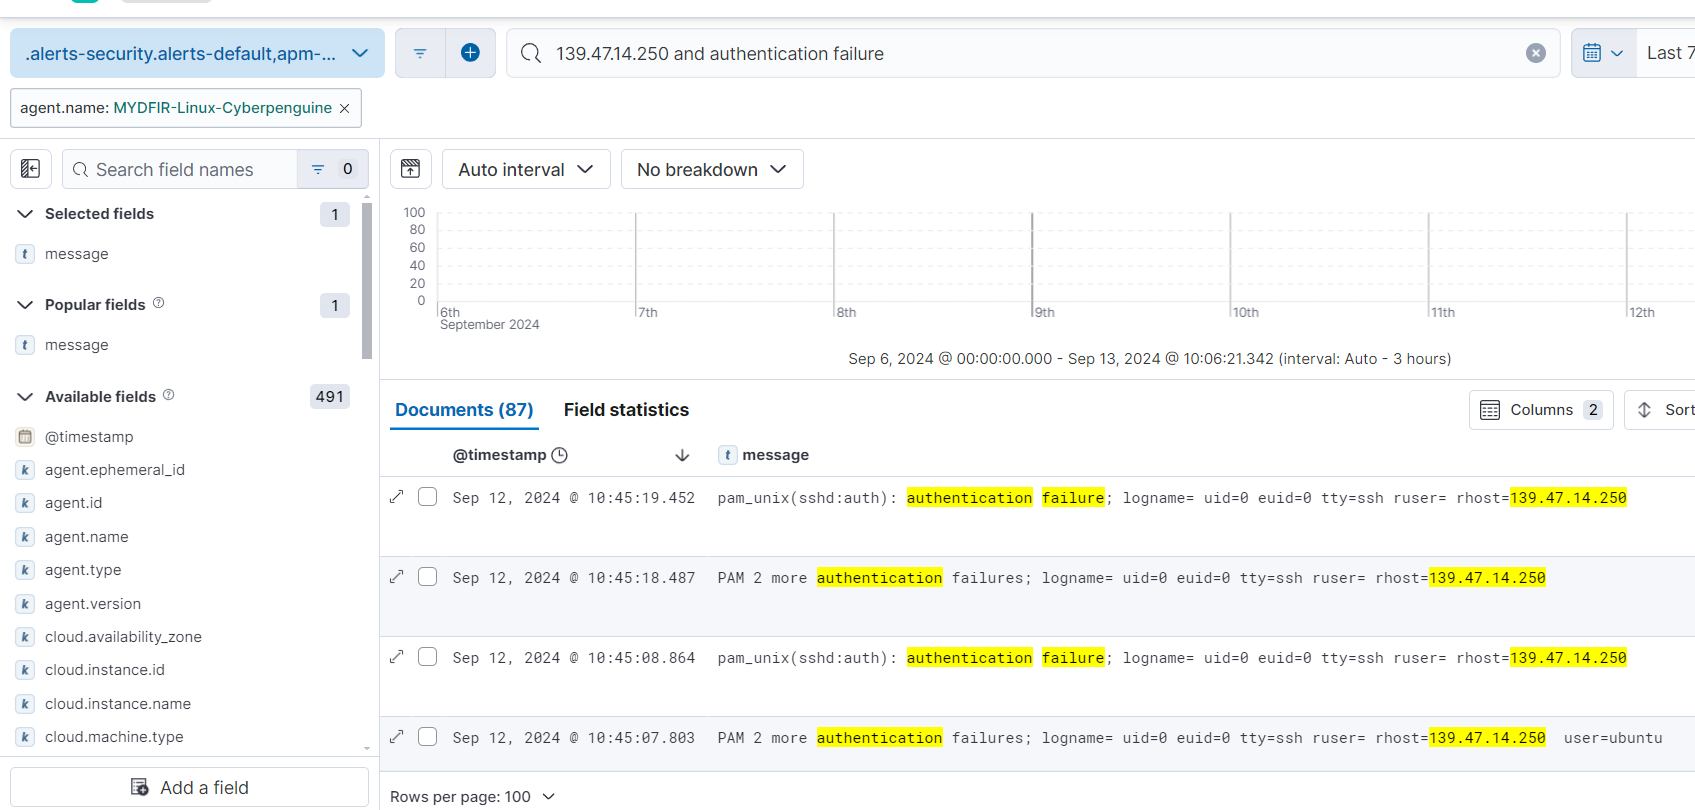 .alerts-security.alerts-default,apm-...
139.47.14.250 and authentication failure
Last 7
agent.name: MYDFIR-Linux-Cyberpenguine ×
Search field names
0
Auto interval
No breakdown
Selected fields
1
message
Popular fields
1
message
Available fields
491
@timestamp
agent.ephemeral_id
agent.id
agent.name
agent.type
agent.version
cloud.availability_zone
cloud.instance.id
cloud.instance.name
cloud.machine.type
Add a field
100
80
60
40
20
0
6th
September 2024
7th
8th
9th
10th
11th
12th
Sep 6, 2024 @ 00:00:00.000 - Sep 13, 2024 @ 10:06:21.342 (interval: Auto - 3 hours)
Documents (87)
Field statistics
Columns 2
Sort
@timestamp
message
Sep 12, 2024 @ 10:45:19.452 pam_unix(sshd:auth): authentication failure; logname= uid=0 euid=0 tty=ssh ruser= rhost=139.47.14.250
Sep 12, 2024 @ 10:45:18.487 PAM 2 more authentication failures; logname= uid=0 euid=0 tty=ssh ruser= rhost=139.47.14.250
Sep 12, 2024 @ 10:45:08.864 pam_unix(sshd:auth): authentication failure; logname= uid=0 euid=0 tty=ssh ruser= rhost=139.47.14.250
Sep 12, 2024 @ 10:45:07.803 PAM 2 more authentication failures; logname= uid=0 euid=0 tty=ssh ruser= rhost=139.47.14.250 user=ubuntu
Rows per page: 100